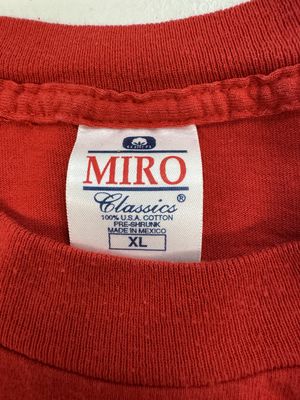 MIRO
Classics®
100% U.S.A. COTTON
PRE-SHRUNK
MADE IN MEXICO
XL